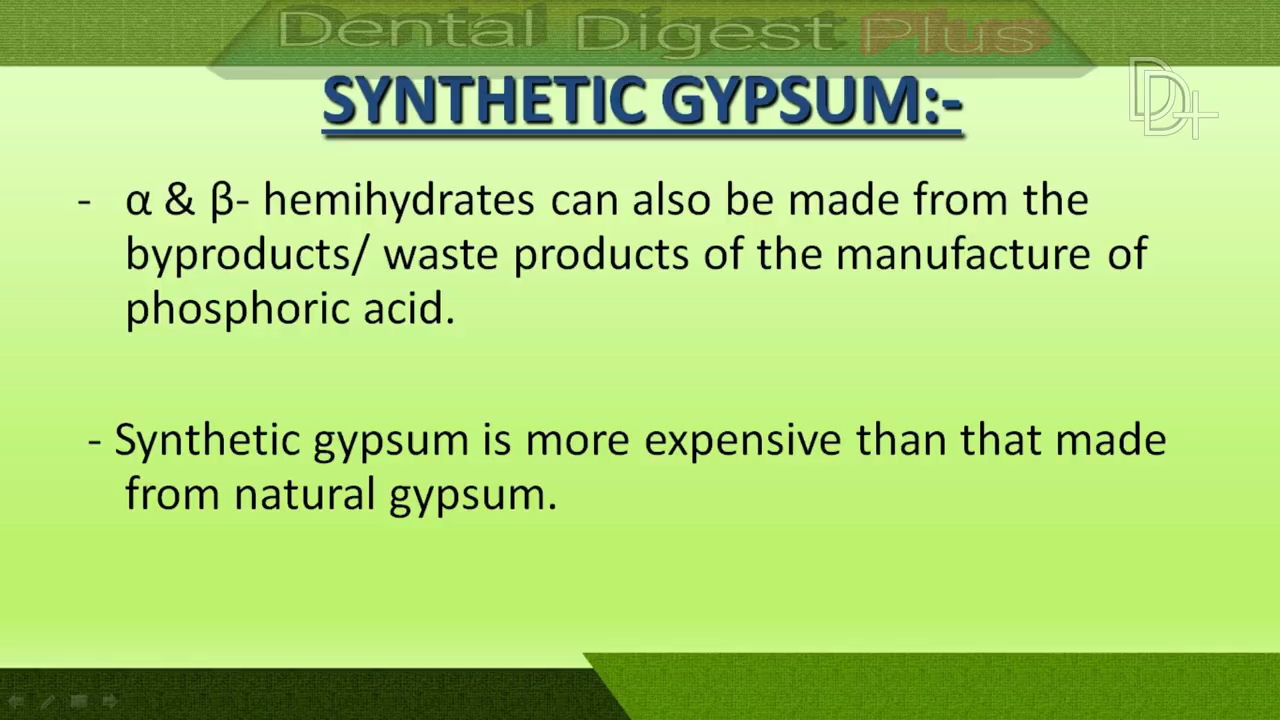 Dental Digest Plus
SYNTHETIC GYPSUM:-
DD+
- α & β- hemihydrates can also be made from the
byproducts/ waste products of the manufacture of
phosphoric acid.
- Synthetic gypsum is more expensive than that made
from natural gypsum.